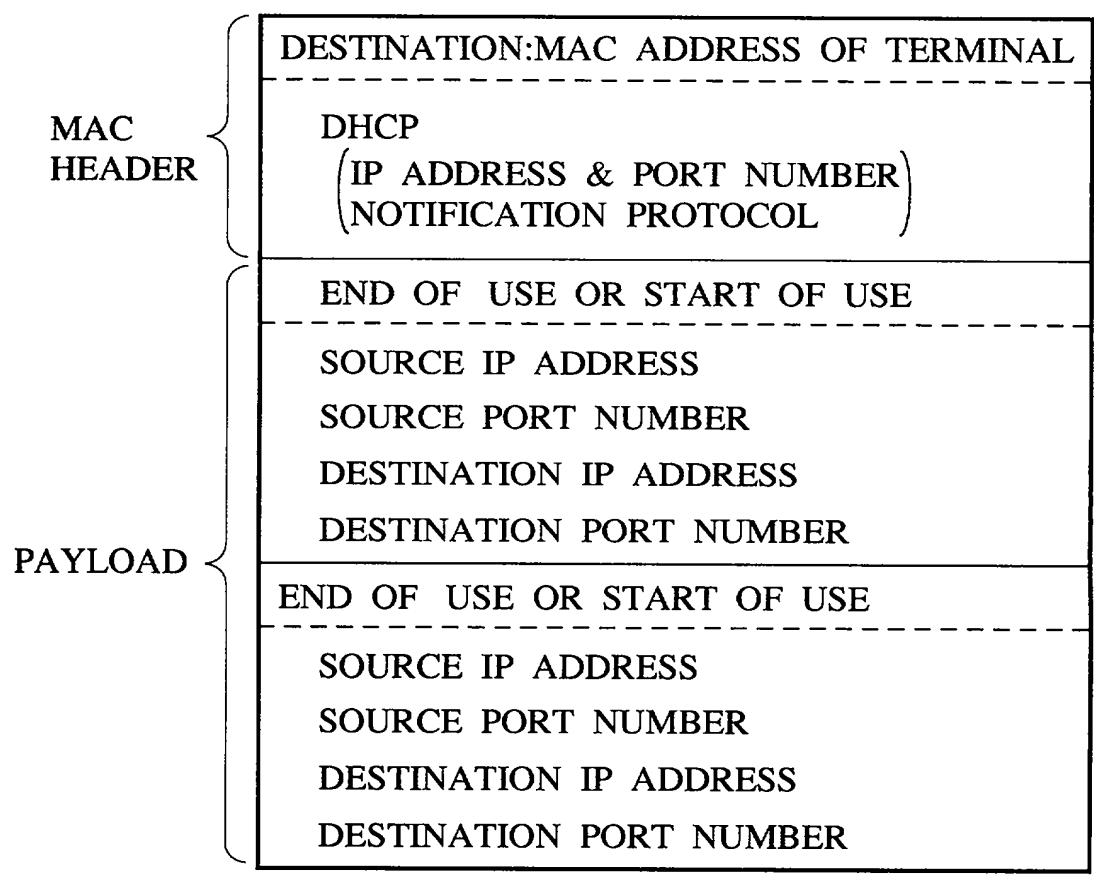 DESTINATION:MAC ADDRESS OF TERMINAL
MAC
HEADER
DHCP
(IP ADDRESS & PORT NUMBER
NOTIFICATION PROTOCOL)
END OF USE OR START OF USE
SOURCE IP ADDRESS
SOURCE PORT NUMBER
DESTINATION IP ADDRESS
DESTINATION PORT NUMBER
PAYLOAD
END OF USE OR START OF USE
SOURCE IP ADDRESS
SOURCE PORT NUMBER
DESTINATION IP ADDRESS
DESTINATION PORT NUMBER